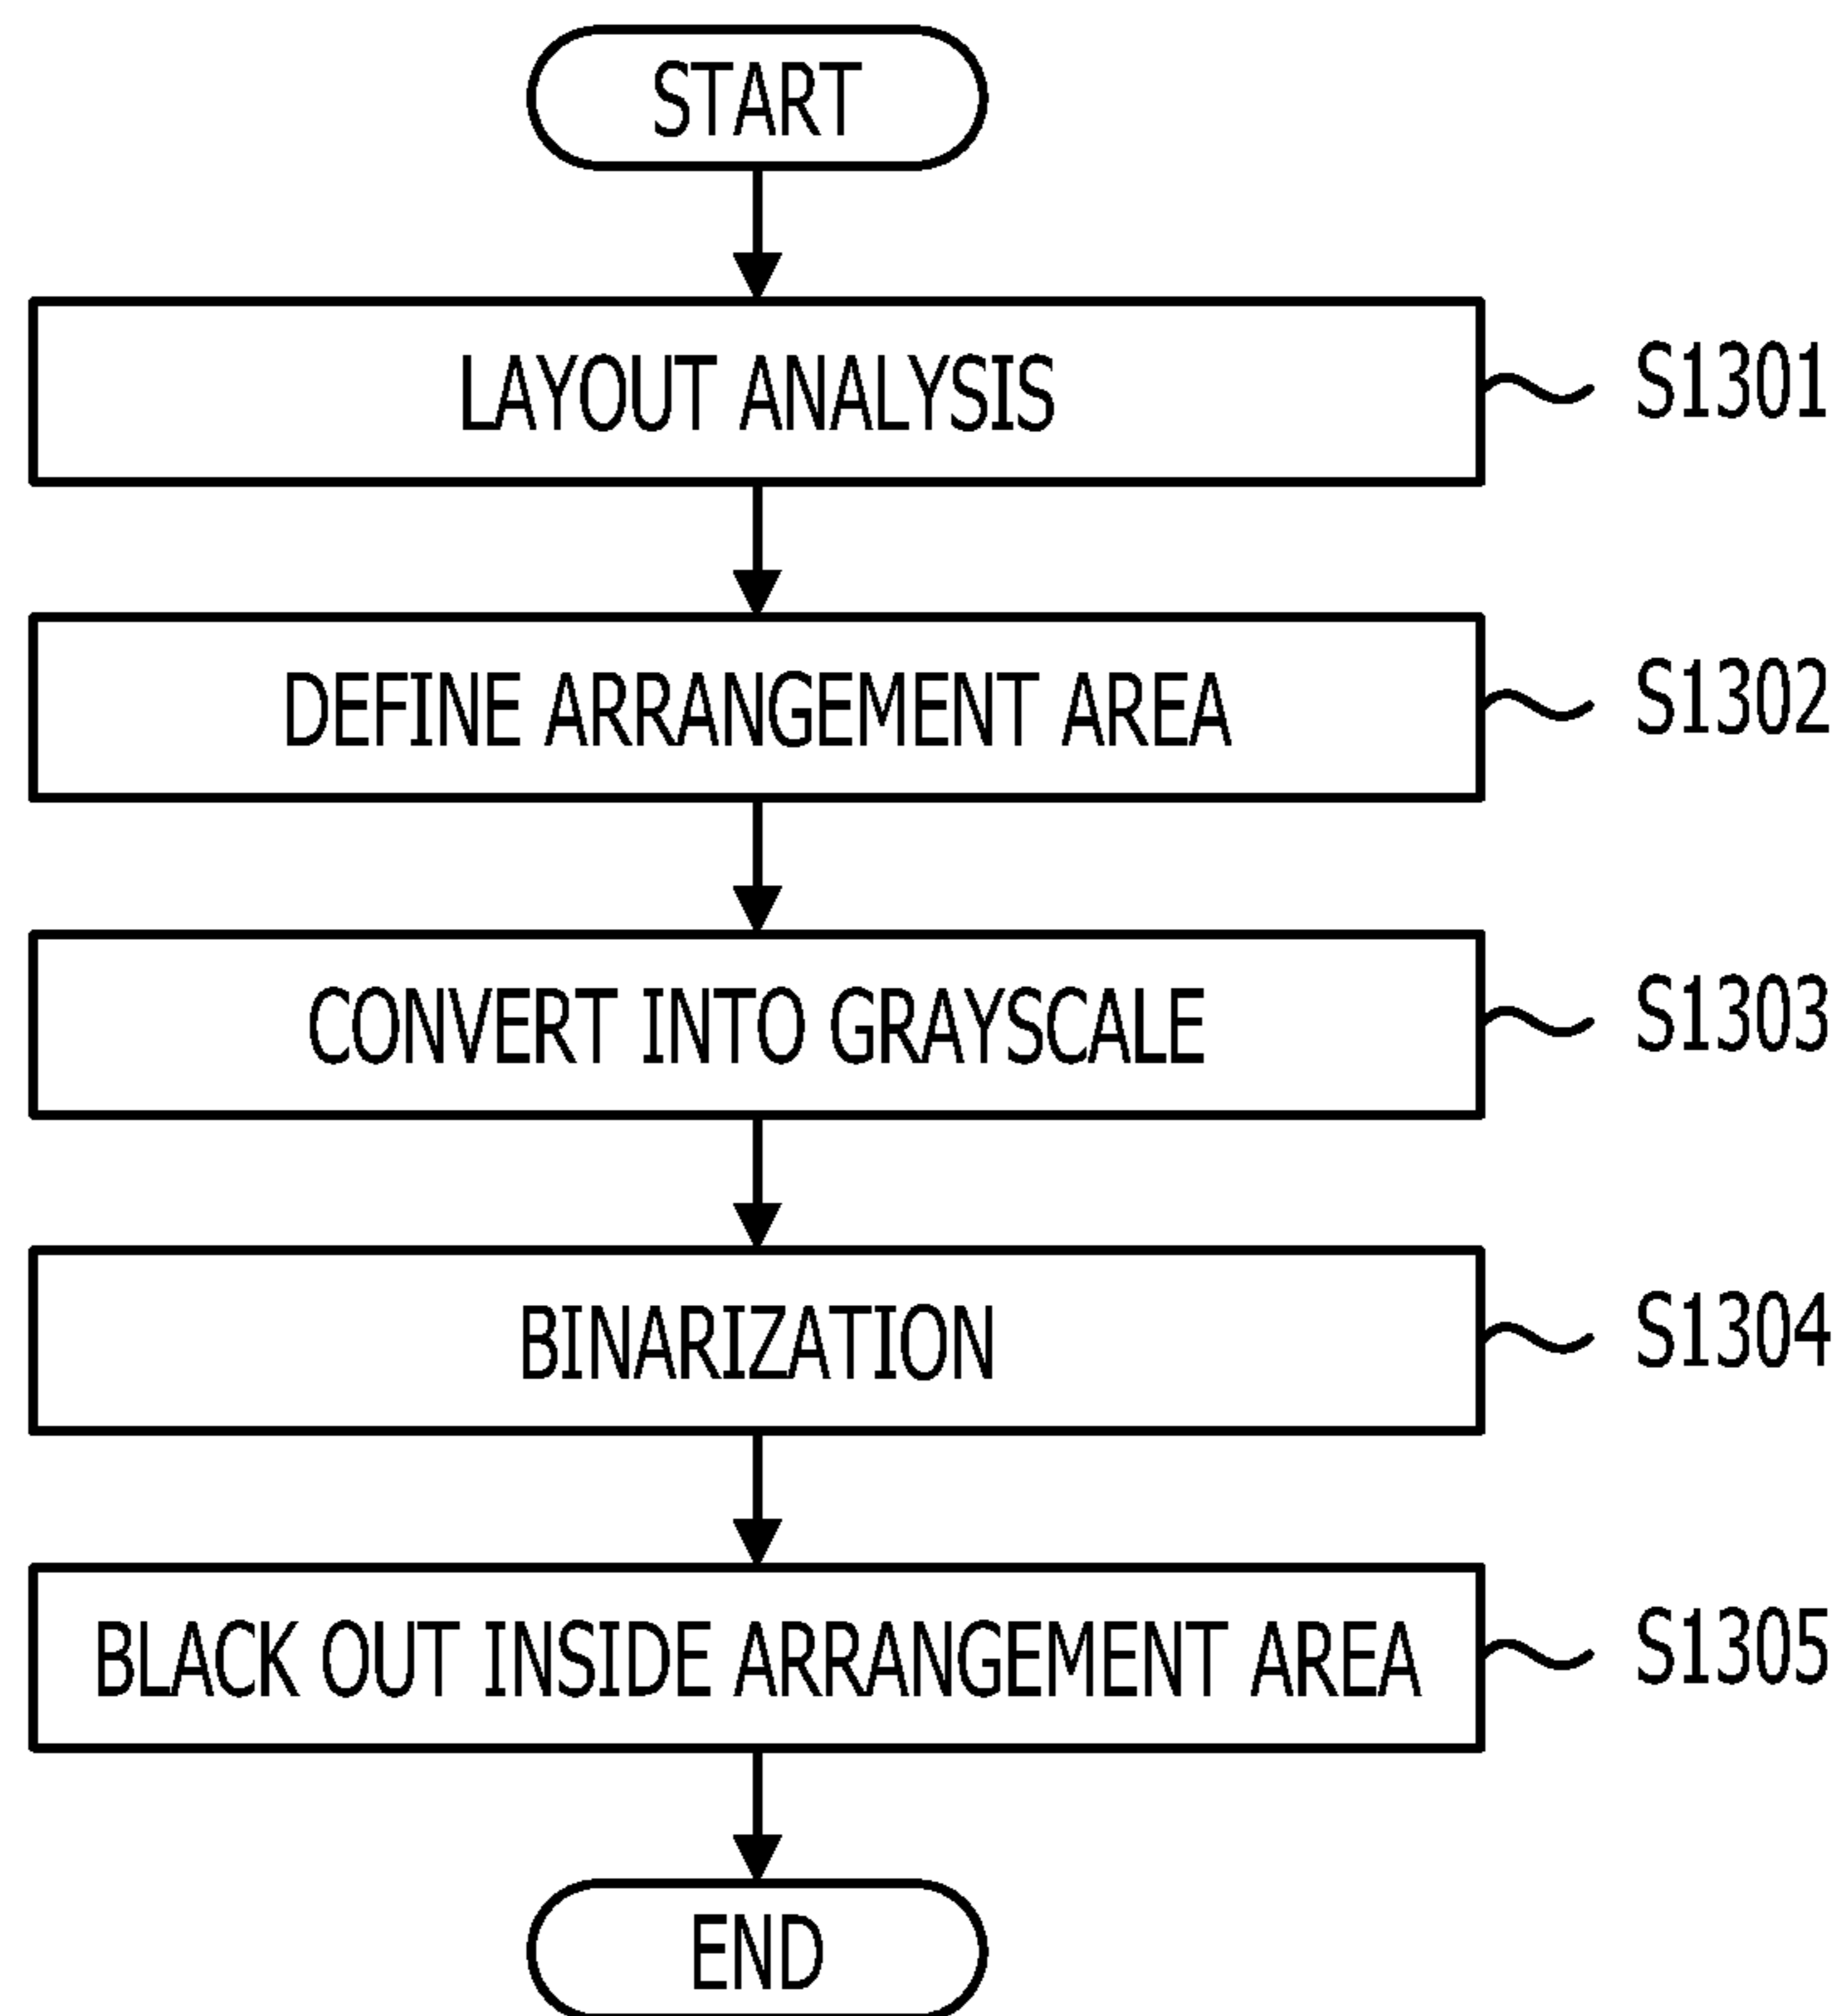 START
LAYOUT ANALYSIS
S1301
DEFINE ARRANGEMENT AREA
S1302
CONVERT INTO GRAYSCALE
S1303
BINARIZATION
S1304
BLACK OUT INSIDE ARRANGEMENT AREA
S1305
END